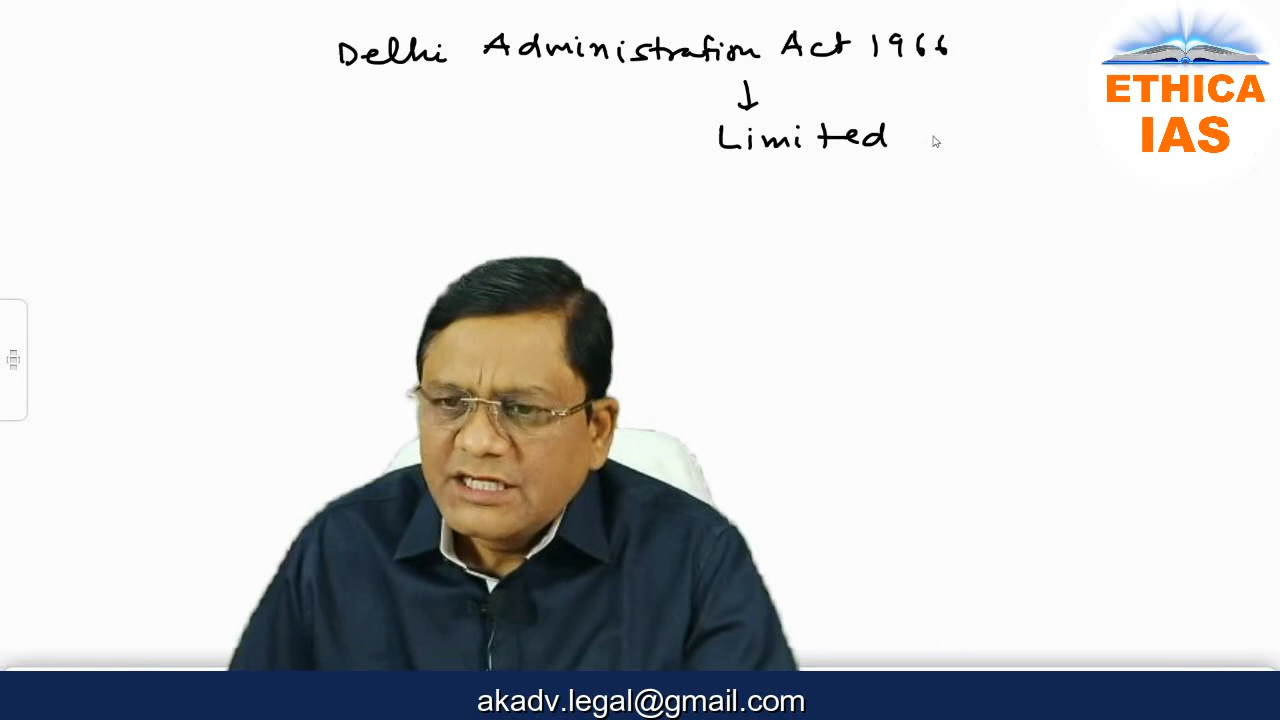 Delhi Administration Act 1966
Limited
ETHICA
IAS
akadv.legal@gmail.com